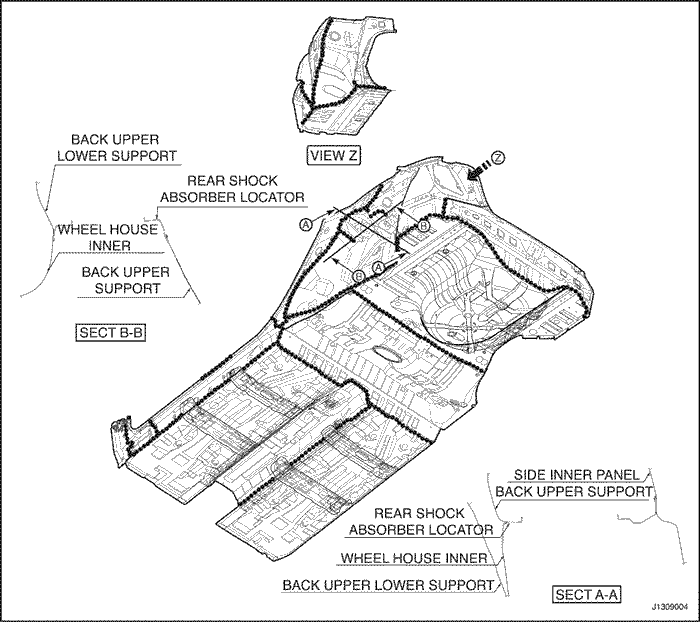 VIEW Z
Z
BACK UPPER
LOWER SUPPORT
REAR SHOCK
ABSORBER LOCATOR
A
B
WHEEL HOUSE
INNER
BACK UPPER
SUPPORT
B
A
SECT B-B
SIDE INNER PANEL
BACK UPPER SUPPORT
REAR SHOCK
ABSORBER LOCATOR
WHEEL HOUSE INNER
BACK UPPER LOWER SUPPORT
SECT A-A
J1309004